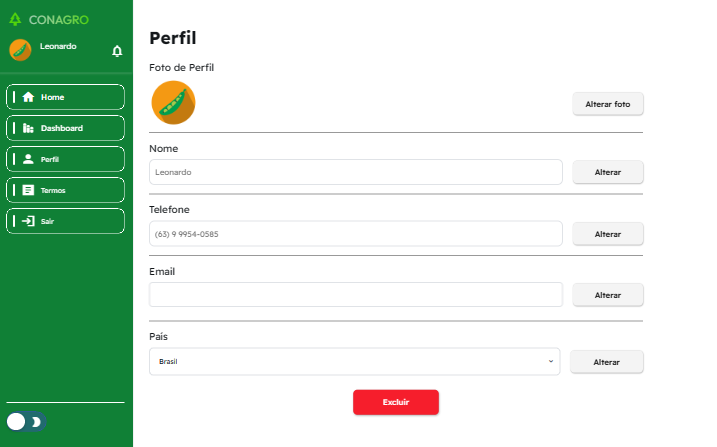 CONAGRO
Leonardo
Home
Dashboard
Perfil
Termos
Sair
Perfil
Foto de Perfil
Alterar foto
Nome
Leonardo
Alterar
Telefone
(63) 9 9954-0585
Alterar
Email
Alterar
País
Brasil
Alterar
Excluir